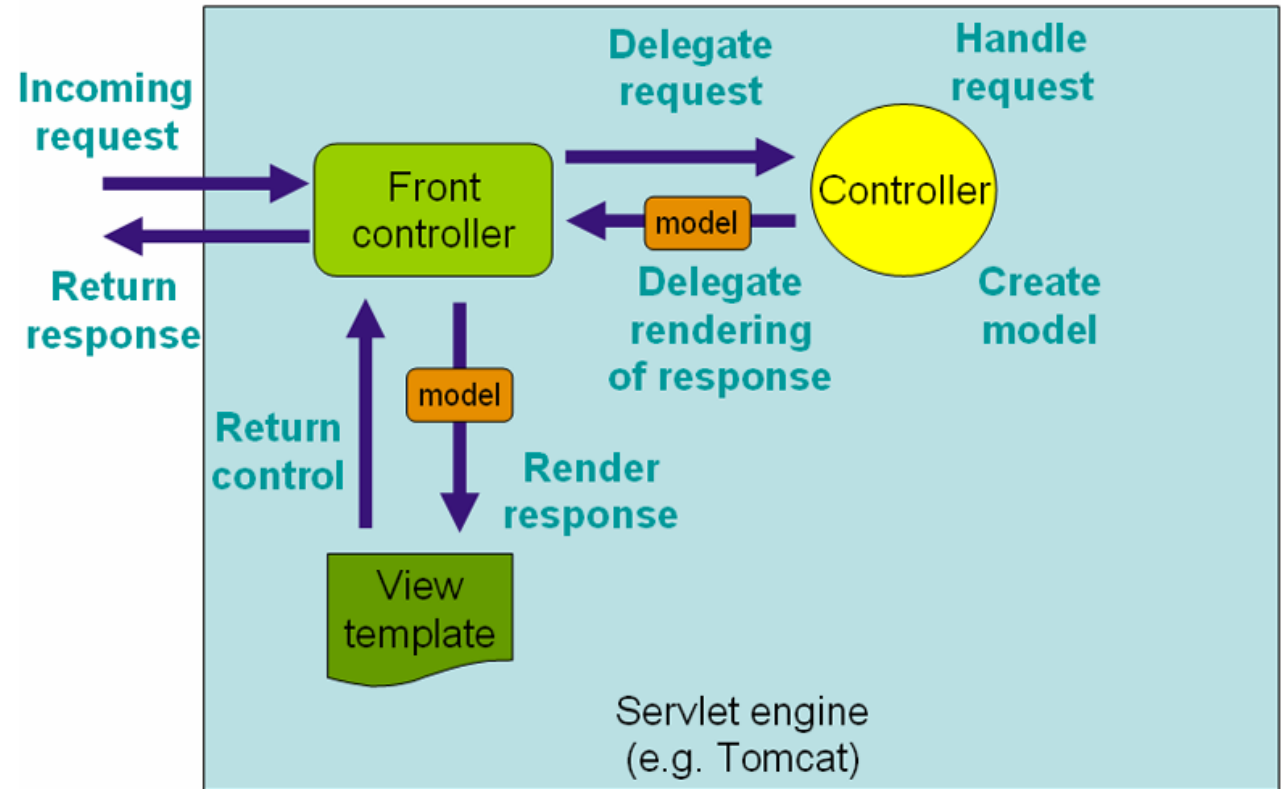 Incoming
request
Return
response
Front
controller
Delegate
request
model
Delegate
rendering
of response
Handle
request
Controller
Create
model
Return
control
model
Render
response
View
template
Servlet engine
(e.g. Tomcat)